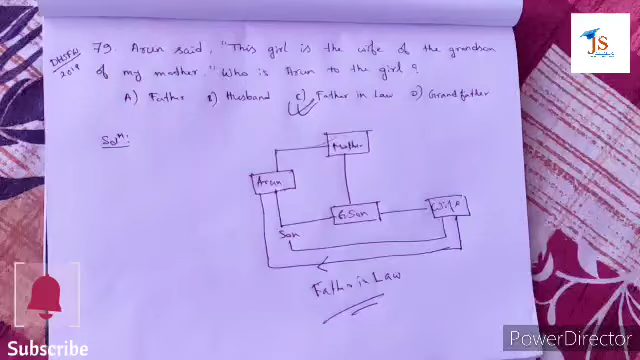 79. Arun said, "This girl is the wife of the grandson
of my mother." Who is Arun to the girl?
2019
A) Father B) Husband C) Father in Law D) Grandfather
Solⁿ:
Mother
Arun
G.Son
Wife
Son
Father in Law
JS
Subscribe
PowerDirector